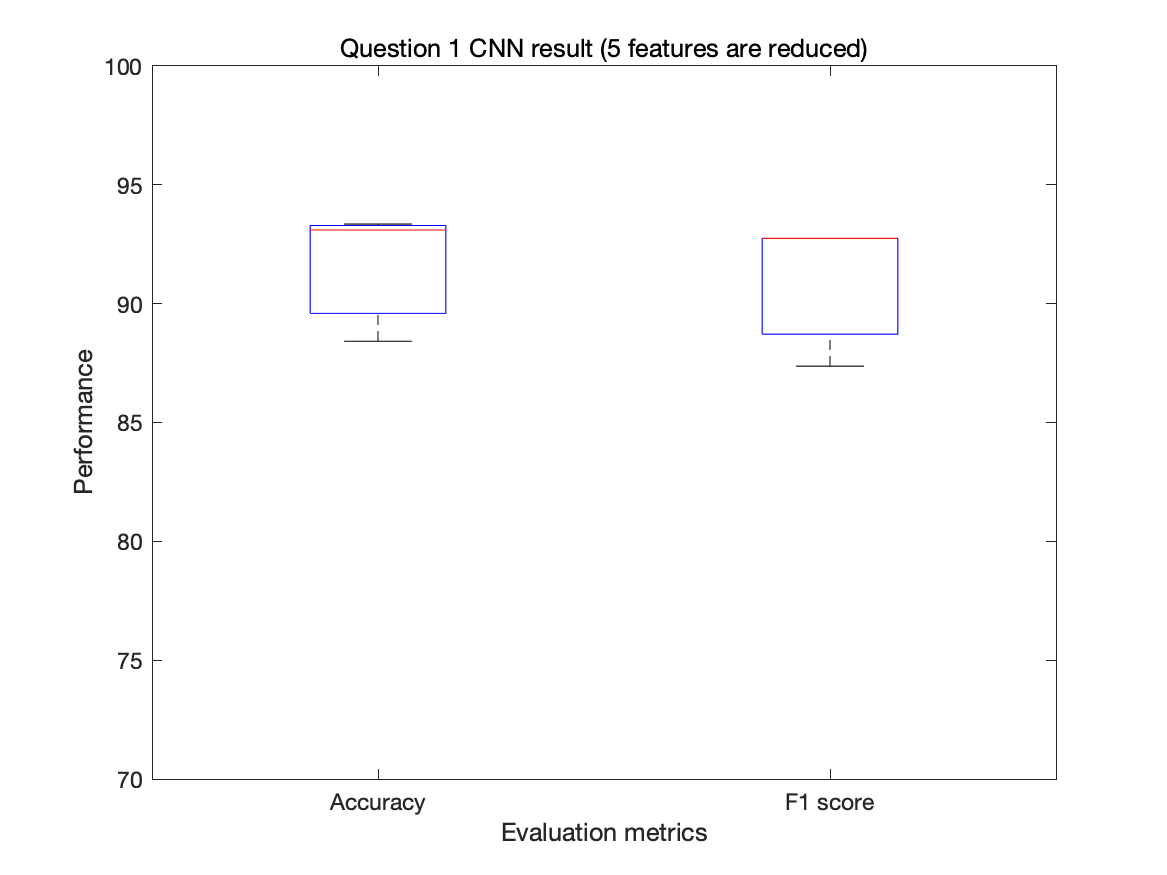 Question 1 CNN result (5 features are reduced)
100
95
90
85
80
75
70
Performance
Accuracy
F1 score
Evaluation metrics